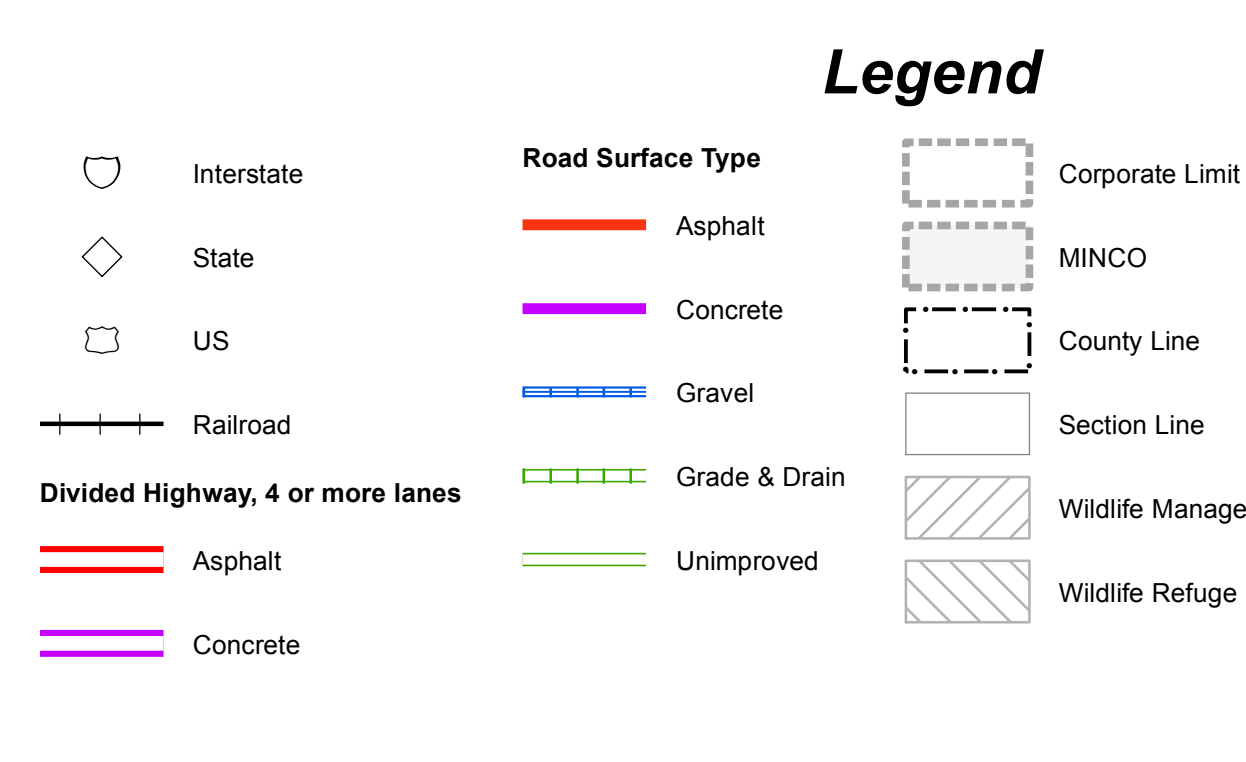 Legend
Interstate
State
US
Railroad
Divided Highway, 4 or more lanes
Asphalt
Concrete
Road Surface Type
Asphalt
Concrete
Gravel
Grade & Drain
Unimproved
Corporate Limit
MINCO
County Line
Section Line
Wildlife Manage
Wildlife Refuge